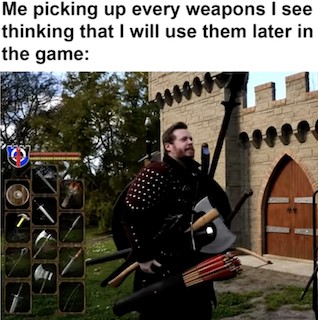 Me picking up every weapons I see
thinking that I will use them later in
the game: